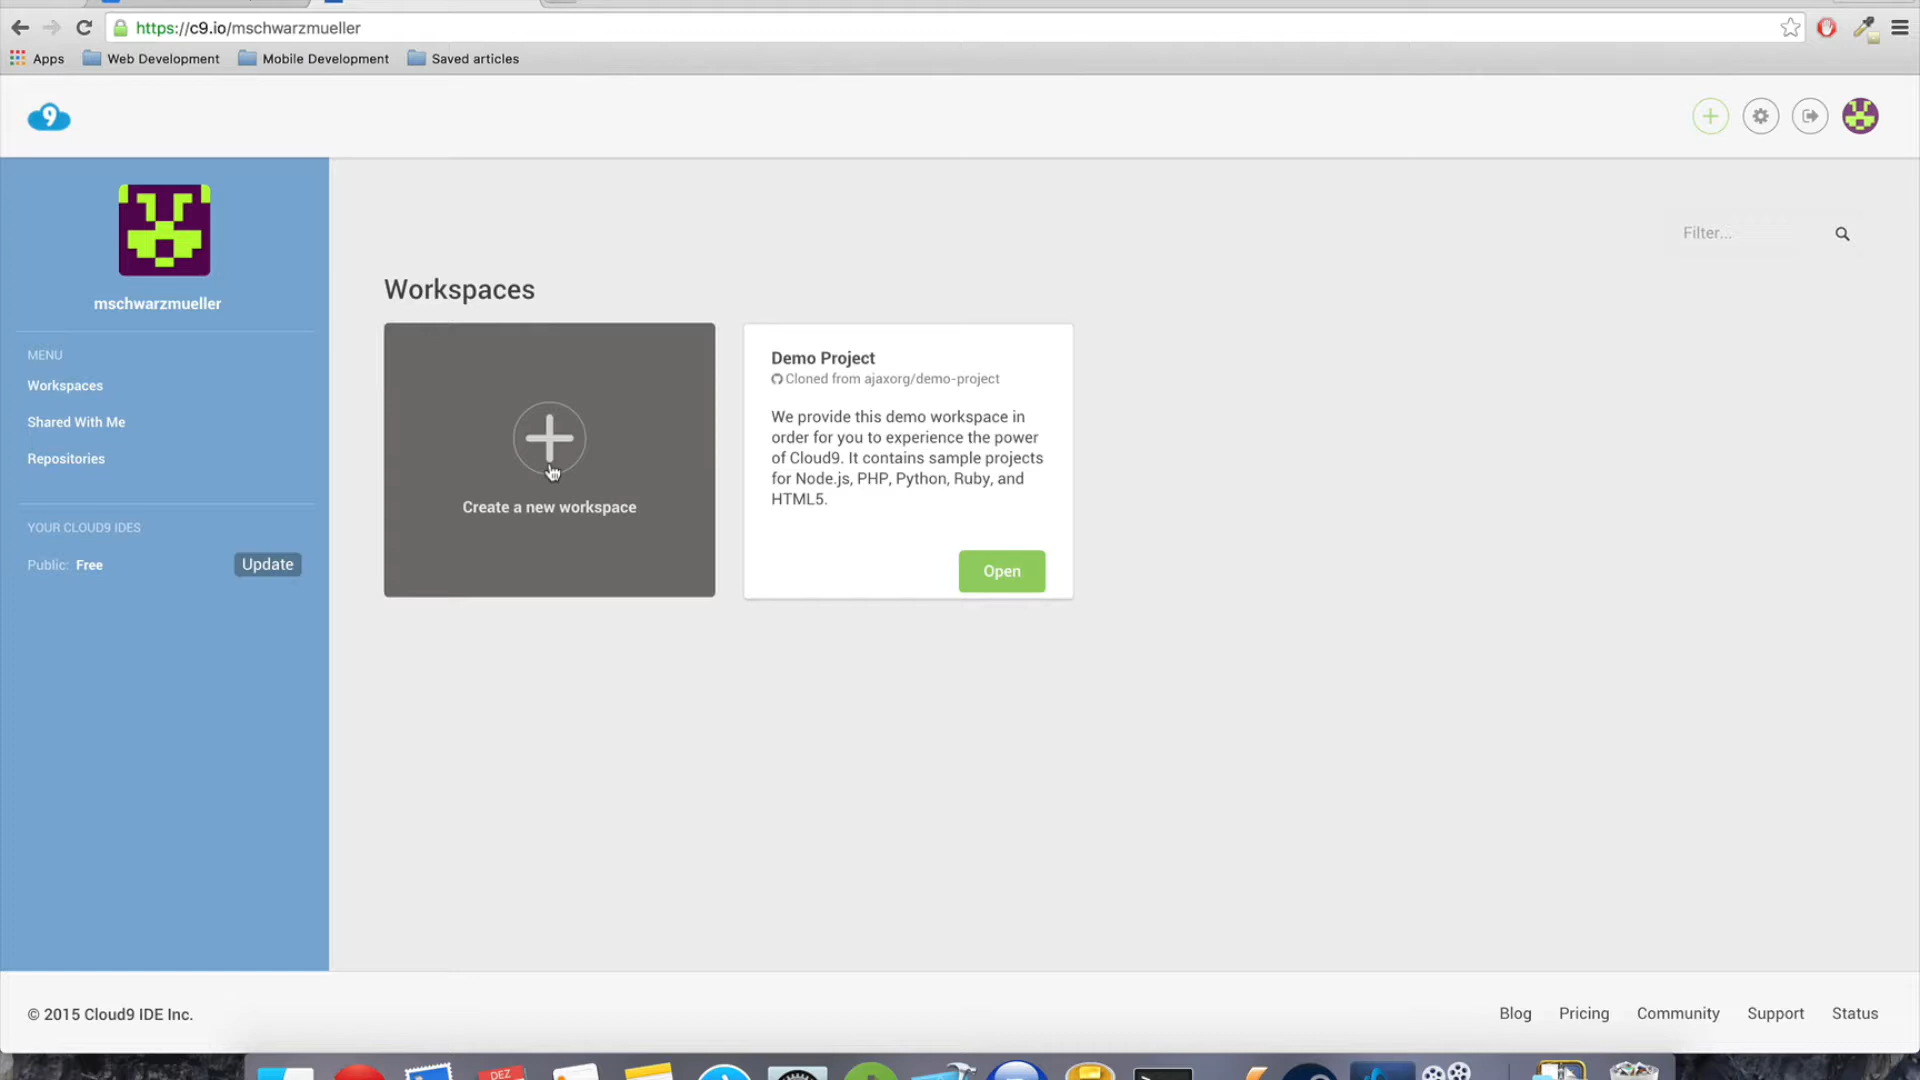 https://c9.io/mschwarzmueller
Apps
Web Development
Mobile Development
Saved articles
9
mschwarzmueller
MENU
Workspaces
Shared With Me
Repositories
YOUR CLOUD9 IDES
Public: Free
Update
Filter...
Workspaces
Create a new workspace
Demo Project
Cloned from ajaxorg/demo-project
We provide this demo workspace in
order for you to experience the power
of Cloud9. It contains sample projects
for Node.js, PHP, Python, Ruby, and
HTML5.
Open
© 2015 Cloud9 IDE Inc.
Blog
Pricing
Community
Support
Status
DEZ